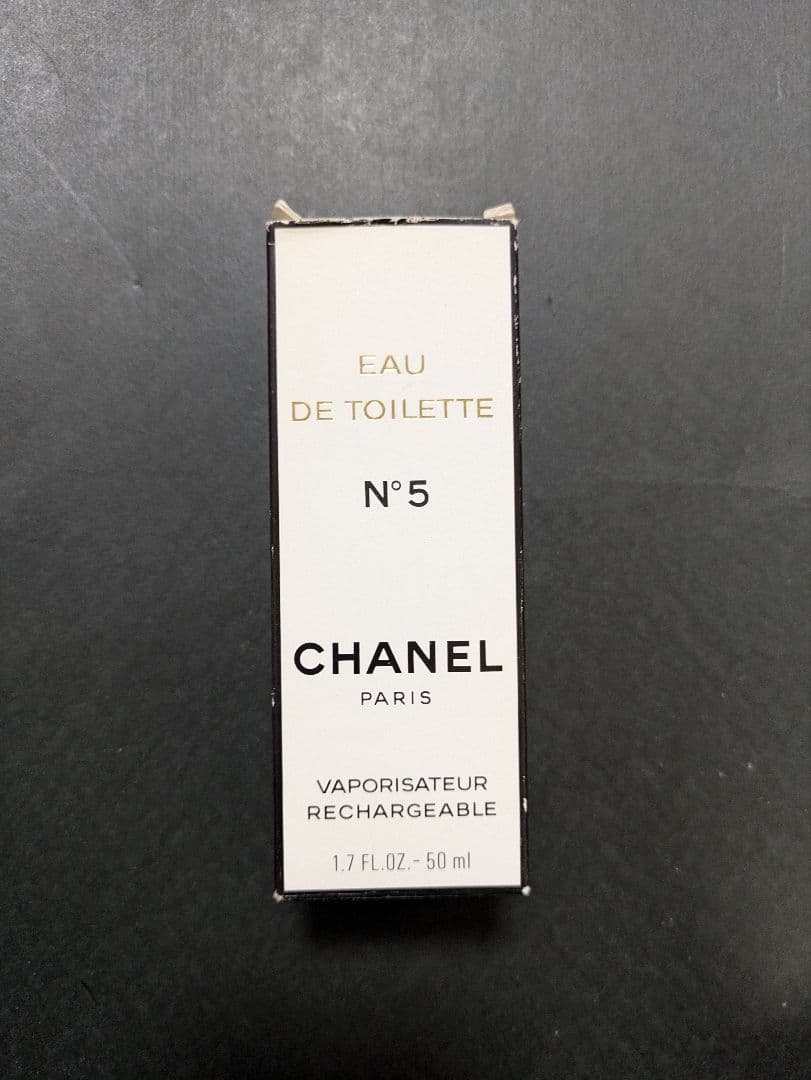 EAU
DE TOILETTE
N°5
CHANEL
PARIS
VAPORISATEUR
RECHARGEABLE
1.7 FL.OZ.- 50 ml